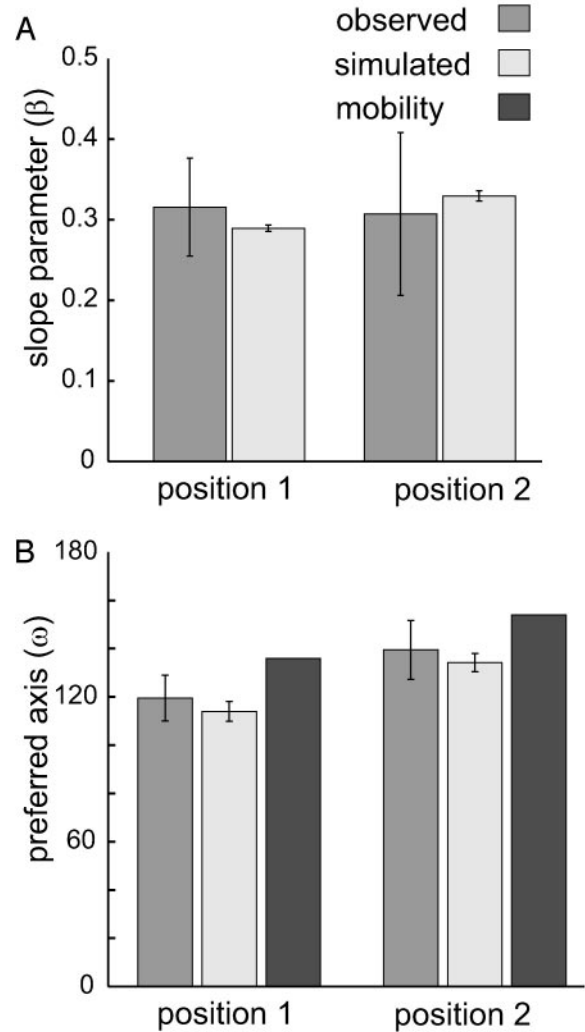 A
observed
simulated
mobility
slope parameter (β)
0.5
0.4
0.3
0.2
0.1
0
position 1
position 2
B
preferred axis (ω)
180
120
60
0
position 1
position 2